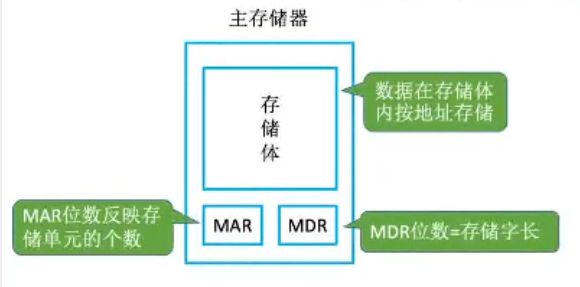 主存储器
存
储
体
数据在存储体
内按地址存储
MAR位数反映存
储单元的个数
MAR
MDR
MDR位数=存储字长